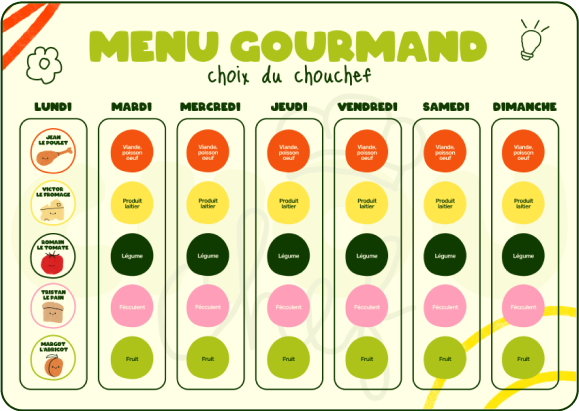 MENU GOURMAND
choix du chouchef
LUNDI MARDI MERCREDI JEUDI VENDREDI SAMEDI DIMANCHE
JEAN
LE POULET
Viande, Viande, Viande, Viande, Viande, Viande,
poisson poisson poisson poisson poisson poisson
oeuf oeuf oeuf oeuf oeuf oeuf
VICTOR
LE FROMAGE
Produit Produit Produit Produit Produit Produit
laitier laitier laitier laitier laitier laitier
ROMAIN
LE TOMATE
Légume Légume Légume Légume Légume Légume
TRISTAN
LE PAIN
Féculent Féculent Féculent Féculent Féculent Féculent
MARGOT
L'ABRICOT
Fruit Fruit Fruit Fruit Fruit Fruit